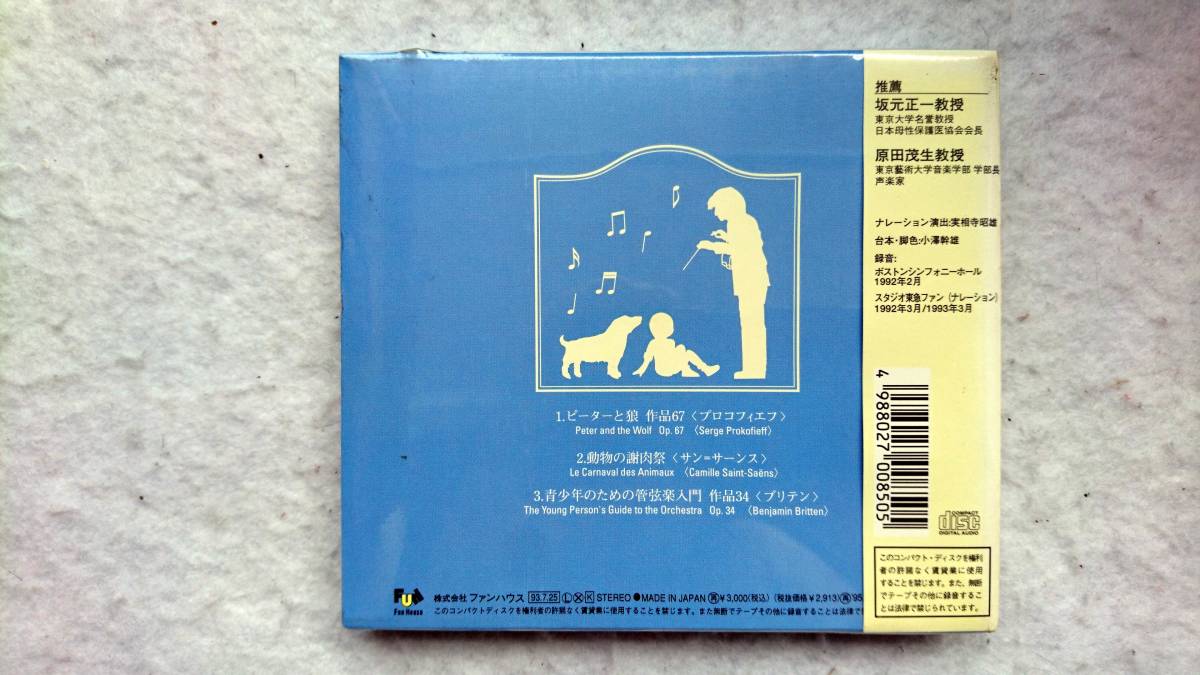 1.ピーターと狼 作品67〈プロコフィエフ〉
Peter and the Wolf Op. 67 〈Serge Prokofieff〉
2.動物の謝肉祭〈サン=サーンス〉
Le Carnaval des Animaux 〈Camille Saint-Saëns〉
3.青少年のための管弦楽入門 作品34〈ブリテン〉
The Young Person's Guide to the Orchestra Op. 34 〈Benjamin Britten〉
Fun House
株式会社 ファンハウス 93.7.25 L X K STEREO ●MADE IN JAPAN 再¥3,000(税込)(税抜価格¥2,913)再'95
このコンパクトディスクを権利者の許諾なく賃貸業に使用することを禁じます。また無断でテープその他に録音することは法律で禁
推薦
坂元正一教授
東京大学名誉教授
日本母性保護医協会会長
原田茂生教授
東京藝術大学音楽学部 学部長
声楽家
ナレーション演出:実相寺昭雄
台本・脚色:小澤幹雄
録音:
ボストンシンフォニーホール
1992年2月
スタジオ東急ファン(ナレーション)
1992年3月/1993年3月
4 988027 008505
COMPACT
disc
DIGITAL AUDIO
このコンパクト・ディスクを権利
者の許諾なく賃貸業に使用
することを禁じます。また、無断
でテープその他に録音するこ
とは法律で禁じられています。